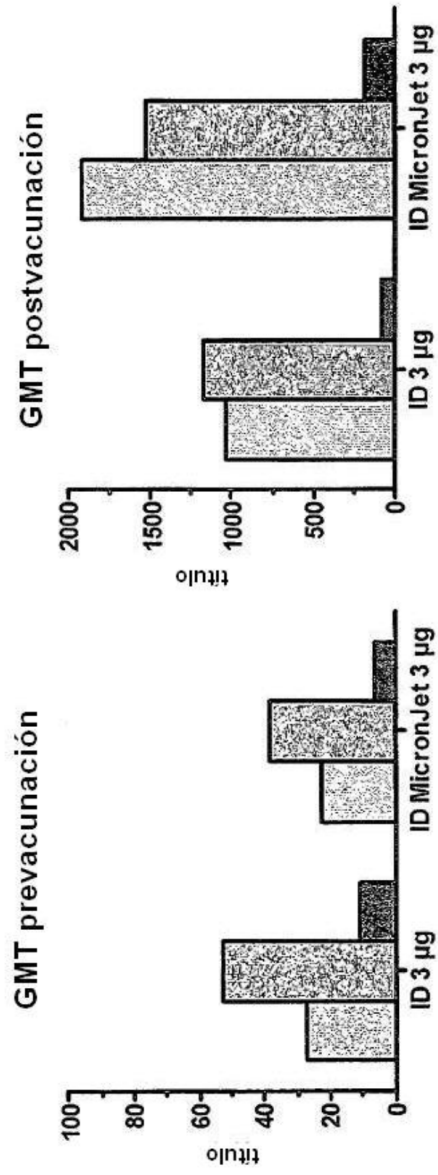 GMT prevacunación
título
100
80
60
40
20
0
ID 3 µg
ID MicronJet 3 µg
GMT postvacunación
título
2000
1500
1000
500
0
ID 3 µg
ID MicronJet 3 µg